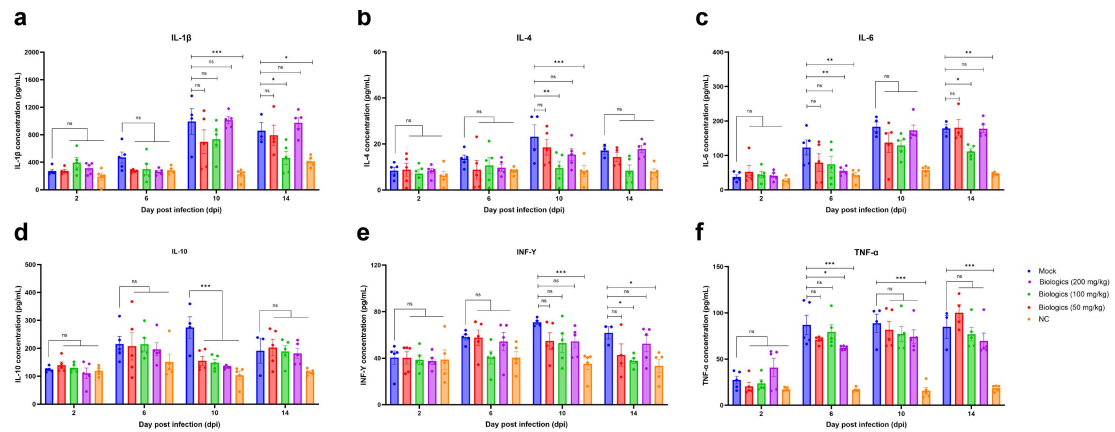 a
IL-1β
IL-1β concentration (pg/mL)
2000
1600
1200
800
400
0
ns
ns
ns
ns
ns
***
ns
*
ns
*
2
6
10
14
Day post infection (dpi)
b
IL-4
IL-4 concentration (pg/mL)
60
40
20
0
ns
ns
ns
**
ns
***
ns
2
6
10
14
Day post infection (dpi)
c
IL-6
IL-6 concentration (pg/mL)
400
300
200
100
0
ns
ns
ns
**
**
ns
ns
*
ns
**
2
6
10
14
Day post infection (dpi)
d
IL-10
IL-10 concentration (pg/mL)
400
300
200
100
0
ns
ns
***
ns
2
6
10
14
Day post infection (dpi)
e
INF-Y
INF-Y concentration (pg/mL)
120
80
40
0
ns
ns
ns
ns
ns
***
ns
*
ns
*
2
6
10
14
Day post infection (dpi)
f
TNF-α
TNF-α concentration (pg/mL)
150
100
50
0
ns
ns
ns
*
***
ns
***
ns
***
2
6
10
14
Day post infection (dpi)
Mock
Biologics (200 mg/kg)
Biologics (100 mg/kg)
Biologics (50 mg/kg)
NC